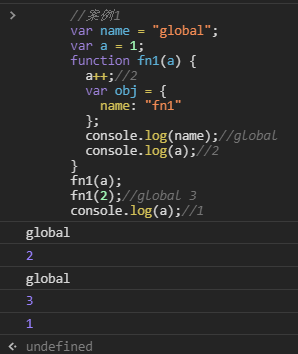 //案例1
var name = "global";
var a = 1;
function fn1(a) {
a++;//2
var obj = {
name: "fn1"
};
console.log(name);//global
console.log(a);//2
}
fn1(a);
fn1(2);//global 3
console.log(a);//1
global
2
global
3
1
undefined